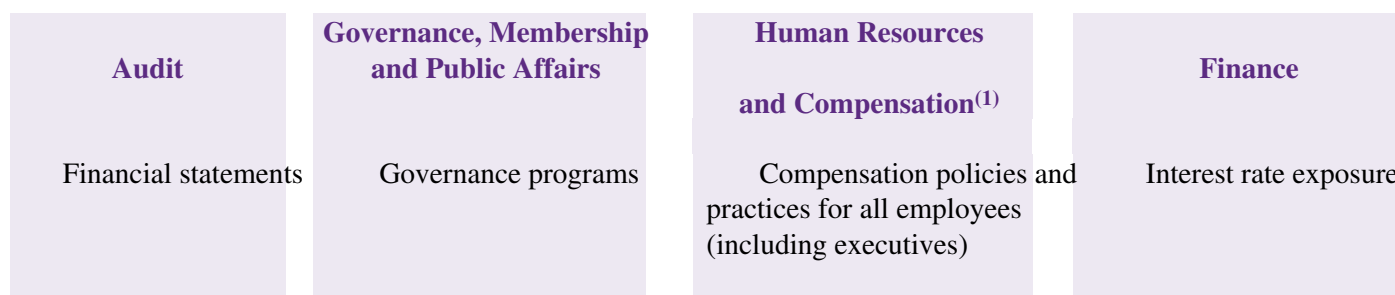 Audit
Governance, Membership
and Public Affairs
Human Resources
and Compensation(1)
Finance
Financial statements
Governance programs
Compensation policies and
practices for all employees
(including executives)
Interest rate exposure